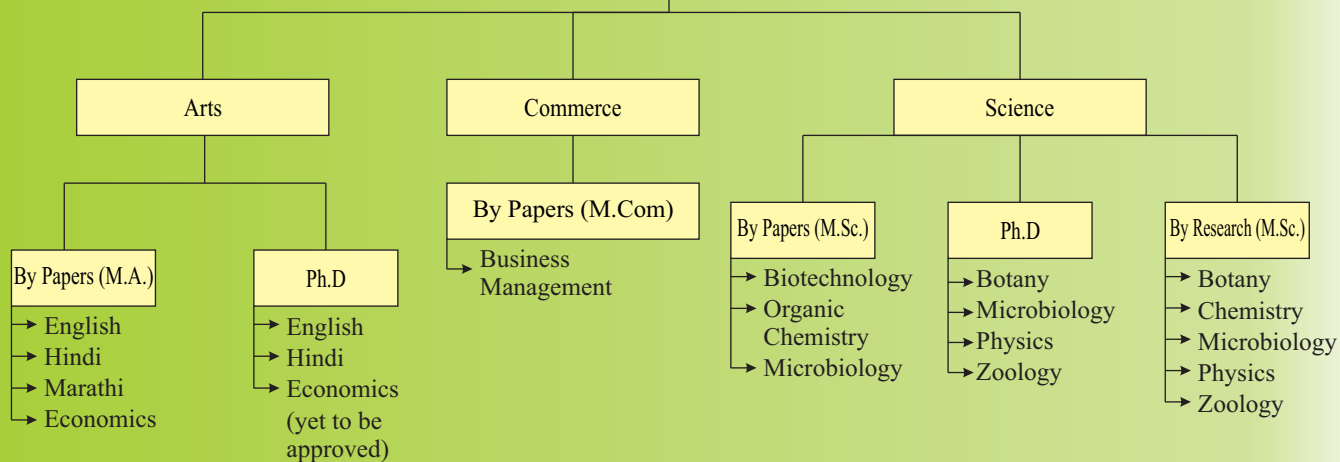 Arts
Commerce
Science
By Papers (M.A.)
English
Hindi
Marathi
Economics
Ph.D
English
Hindi
Economics
(yet to be
approved)
By Papers (M.Com)
Business
Management
By Papers (M.Sc.)
Biotechnology
Organic
Chemistry
Microbiology
Ph.D
Botany
Microbiology
Physics
Zoology
By Research (M.Sc.)
Botany
Chemistry
Microbiology
Physics
Zoology